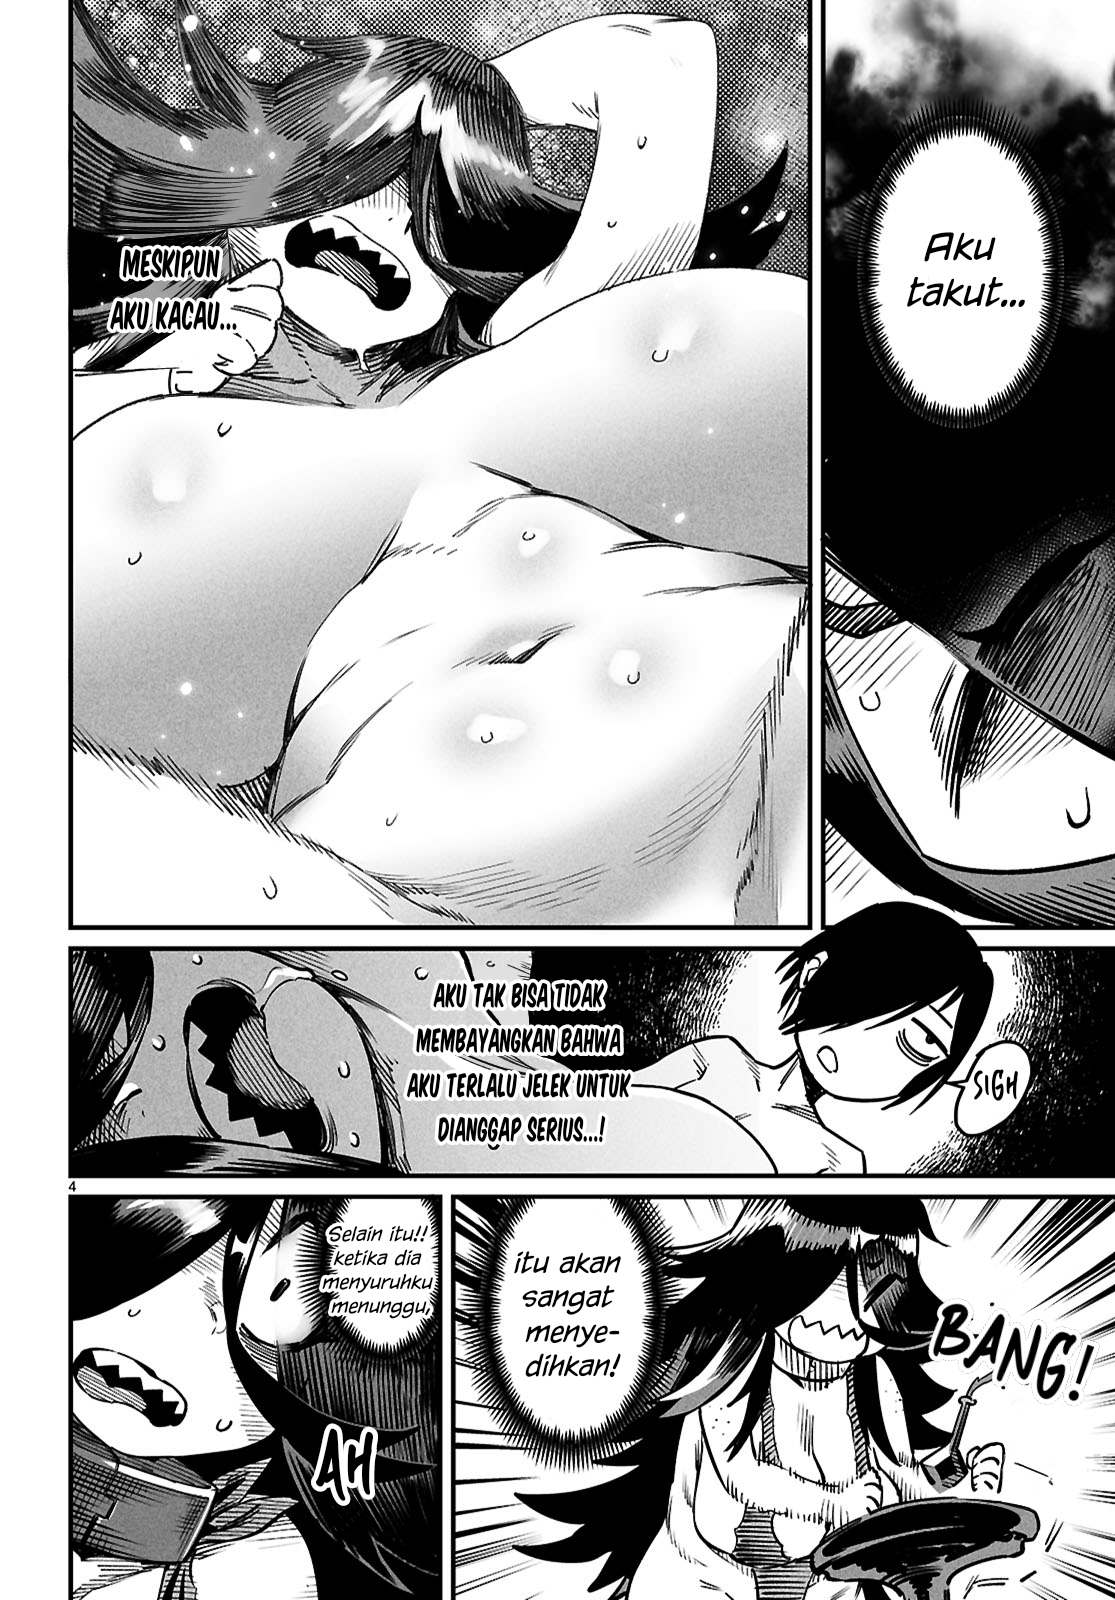 Aku
takut...
MESKIPUN
AKU KACAU...
AKU TAK BISA TIDAK
MEMBAYANGKAN BAHWA
AKU TERLALU JELEK UNTUK
DIANGGAP SERIUS...!
SIGH
itu akan
sangat
menye-
dihkan!
BANG!
Selain itu!!
ketika dia
menyuruhku
menunggu,
AH
4